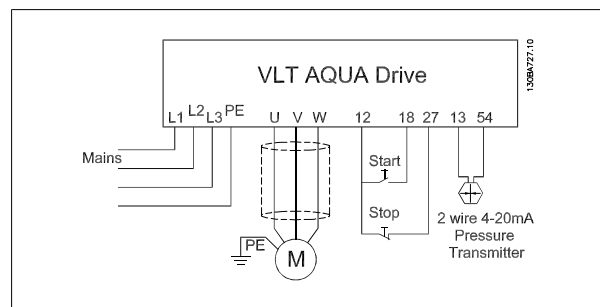 VLT AQUA Drive
130BA727.10
L1 L2 L3 PE U V W 12 18 27 13 54
Mains
Start
Stop
2 wire 4-20mA
Pressure
Transmitter
PE
M